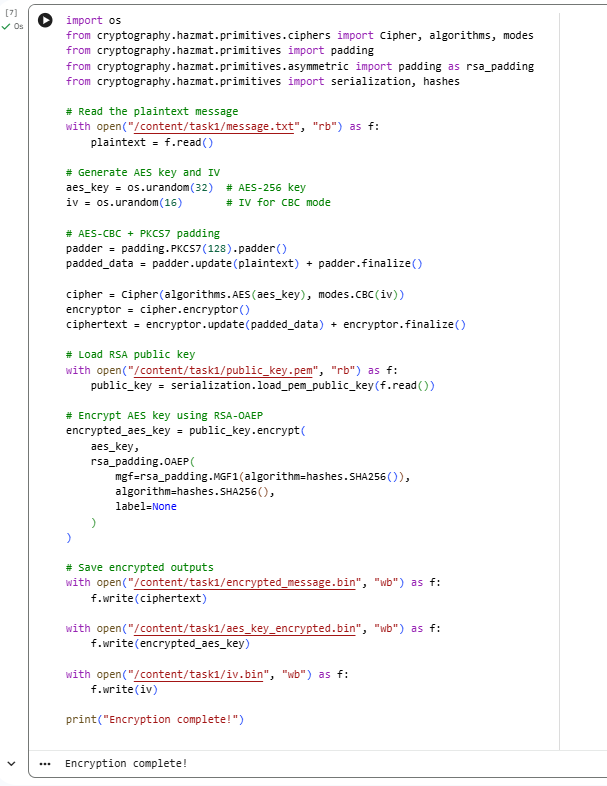 [7]
0s
import os
from cryptography.hazmat.primitives.ciphers import Cipher, algorithms, modes
from cryptography.hazmat.primitives import padding
from cryptography.hazmat.primitives.asymmetric import padding as rsa_padding
from cryptography.hazmat.primitives import serialization, hashes

# Read the plaintext message
with open("/content/task1/message.txt", "rb") as f:
    plaintext = f.read()

# Generate AES key and IV
aes_key = os.urandom(32)  # AES-256 key
iv = os.urandom(16)       # IV for CBC mode

# AES-CBC + PKCS7 padding
padder = padding.PKCS7(128).padder()
padded_data = padder.update(plaintext) + padder.finalize()

cipher = Cipher(algorithms.AES(aes_key), modes.CBC(iv))
encryptor = cipher.encryptor()
ciphertext = encryptor.update(padded_data) + encryptor.finalize()

# Load RSA public key
with open("/content/task1/public_key.pem", "rb") as f:
    public_key = serialization.load_pem_public_key(f.read())

# Encrypt AES key using RSA-OAEP
encrypted_aes_key = public_key.encrypt(
    aes_key,
    rsa_padding.OAEP(
        mgf=rsa_padding.MGF1(algorithm=hashes.SHA256()),
        algorithm=hashes.SHA256(),
        label=None
    )
)

# Save encrypted outputs
with open("/content/task1/encrypted_message.bin", "wb") as f:
    f.write(ciphertext)

with open("/content/task1/aes_key_encrypted.bin", "wb") as f:
    f.write(encrypted_aes_key)

with open("/content/task1/iv.bin", "wb") as f:
    f.write(iv)

print("Encryption complete!")

Encryption complete!